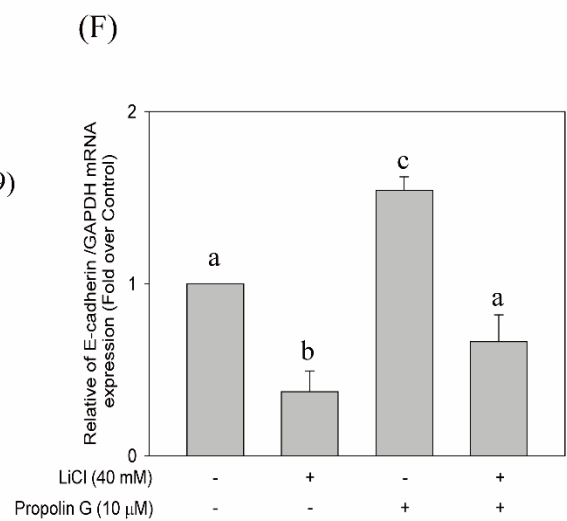 (F)
9)
Relative of E-cadherin /GAPDH mRNA
expression (Fold over Control)
2
1
0
a
b
c
a
LiCl (40 mM) - + - +
Propolin G (10 μM) - - + +